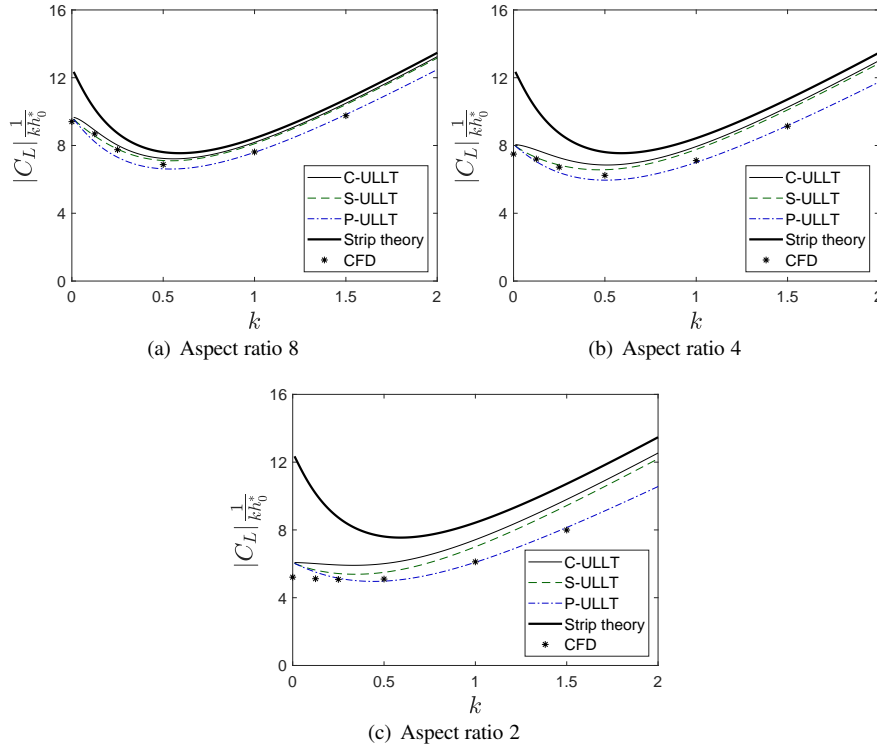 16
12
8
4
0
|C_L| 1/(kh_0^*)
C-ULLT
S-ULLT
P-ULLT
Strip theory
CFD
0 0.5 1 1.5 2
k
(a) Aspect ratio 8
16
12
8
4
0
|C_L| 1/(kh_0^*)
C-ULLT
S-ULLT
P-ULLT
Strip theory
CFD
0 0.5 1 1.5 2
k
(b) Aspect ratio 4
16
12
8
4
0
|C_L| 1/(kh_0^*)
C-ULLT
S-ULLT
P-ULLT
Strip theory
CFD
0 0.5 1 1.5 2
k
(c) Aspect ratio 2